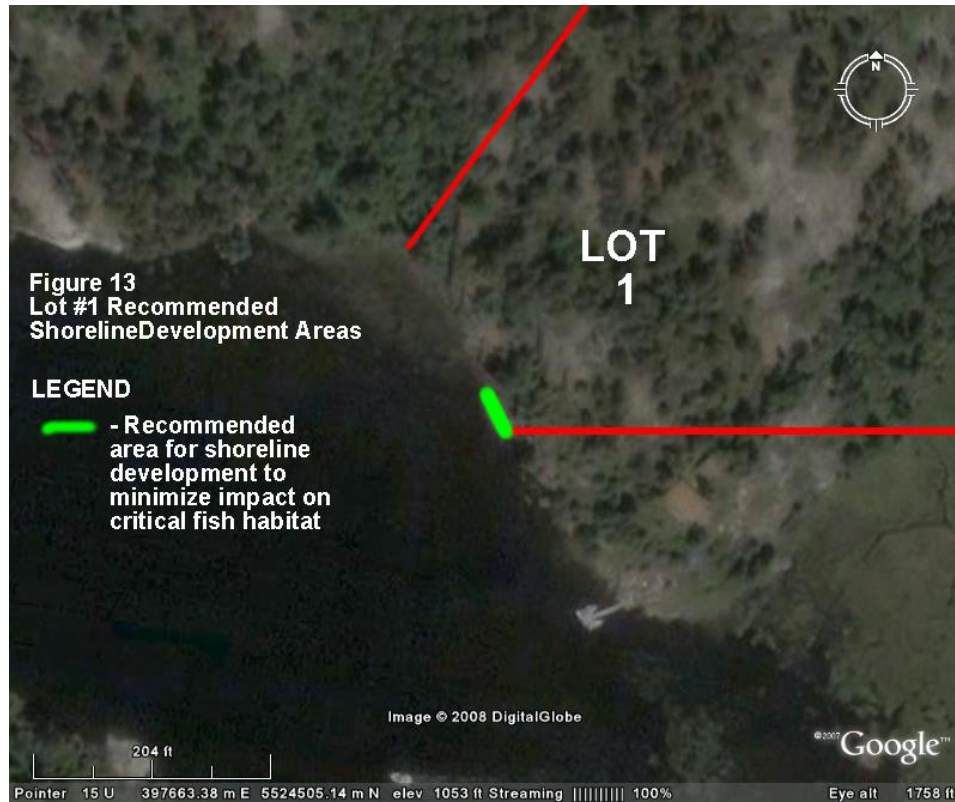 N
LOT
1
Figure 13
Lot #1 Recommended
ShorelineDevelopment Areas
LEGEND
- Recommended
area for shoreline
development to
minimize impact on
critical fish habitat
Image © 2008 DigitalGlobe
©2007 Google™
204 ft
Pointer 15 U 397663.38 m E 5524505.14 m N elev 1053 ft Streaming |||||||||| 100% Eye alt 1758 ft